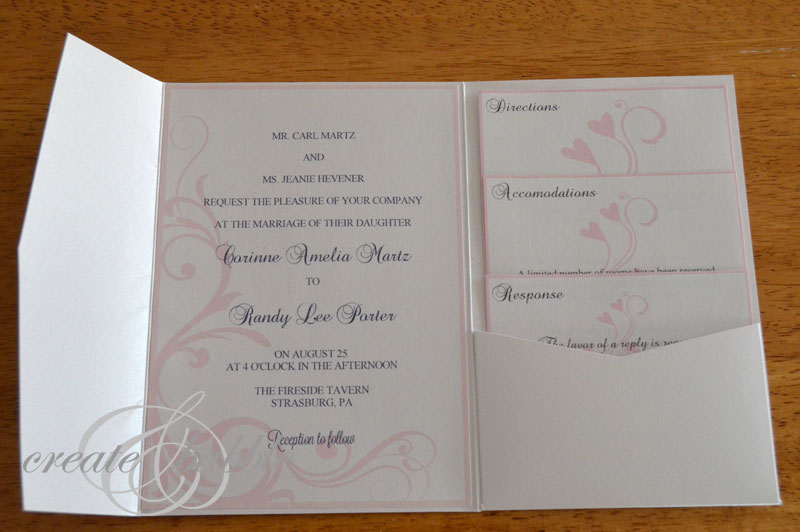 MR. CARL MARTZ
AND
MS. JEANIE HEVENER
REQUEST THE PLEASURE OF YOUR COMPANY
AT THE MARRIAGE OF THEIR DAUGHTER
Corinne Amelia Martz
TO
Randy Lee Porter
ON AUGUST 25
AT 4 O'CLOCK IN THE AFTERNOON
THE FIRESIDE TAVERN
STRASBURG, PA
Reception to follow
Directions
Accomodations
A limited number of rooms have been reserved
Response
The favor of a reply is
create &